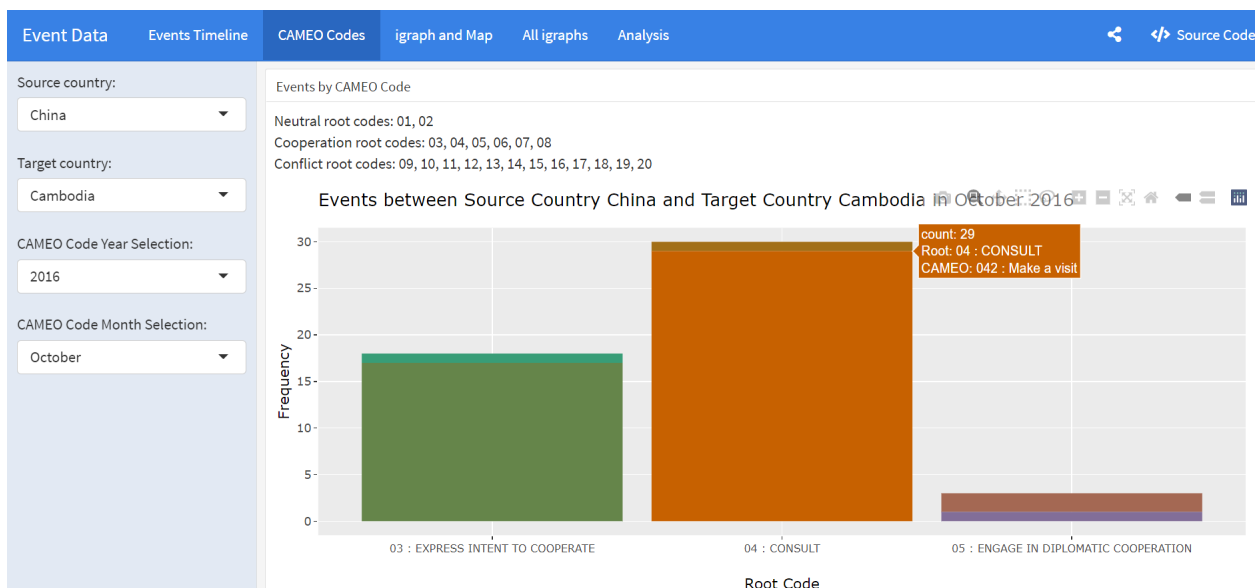 Event Data Events Timeline CAMEO Codes igraph and Map All igraphs Analysis </> Source Code
Source country:
China
Target country:
Cambodia
CAMEO Code Year Selection:
2016
CAMEO Code Month Selection:
October
Events by CAMEO Code
Neutral root codes: 01, 02
Cooperation root codes: 03, 04, 05, 06, 07, 08
Conflict root codes: 09, 10, 11, 12, 13, 14, 15, 16, 17, 18, 19, 20
Events between Source Country China and Target Country Cambodia in October 2016
count: 29
Root: 04 : CONSULT
CAMEO: 042 : Make a visit
Frequency
30
25
20
15
10
5
0
03 : EXPRESS INTENT TO COOPERATE
04 : CONSULT
05 : ENGAGE IN DIPLOMATIC COOPERATION
Root Code